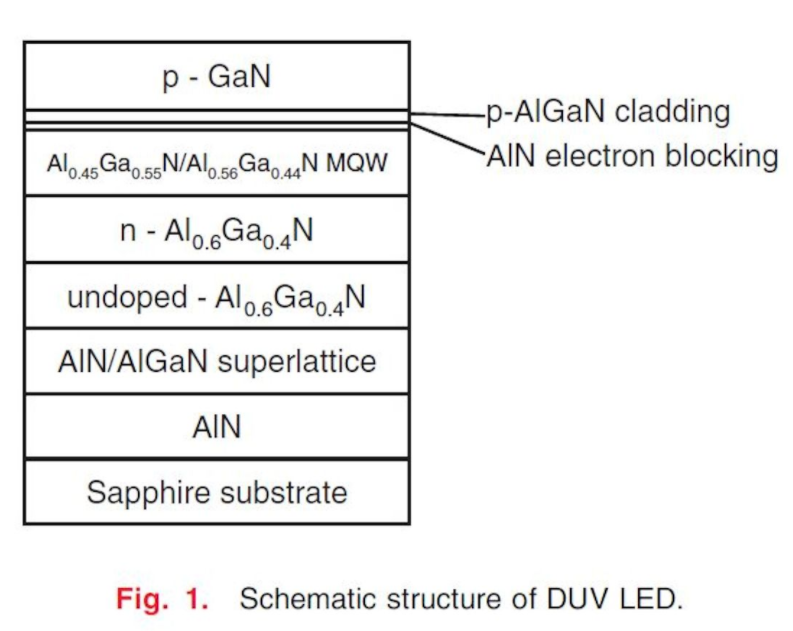 p - GaN
p-AlGaN cladding
AlN electron blocking
Al0.45Ga0.55N/Al0.56Ga0.44N MQW
n - Al0.6Ga0.4N
undoped - Al0.6Ga0.4N
AlN/AlGaN superlattice
AlN
Sapphire substrate
Fig. 1. Schematic structure of DUV LED.